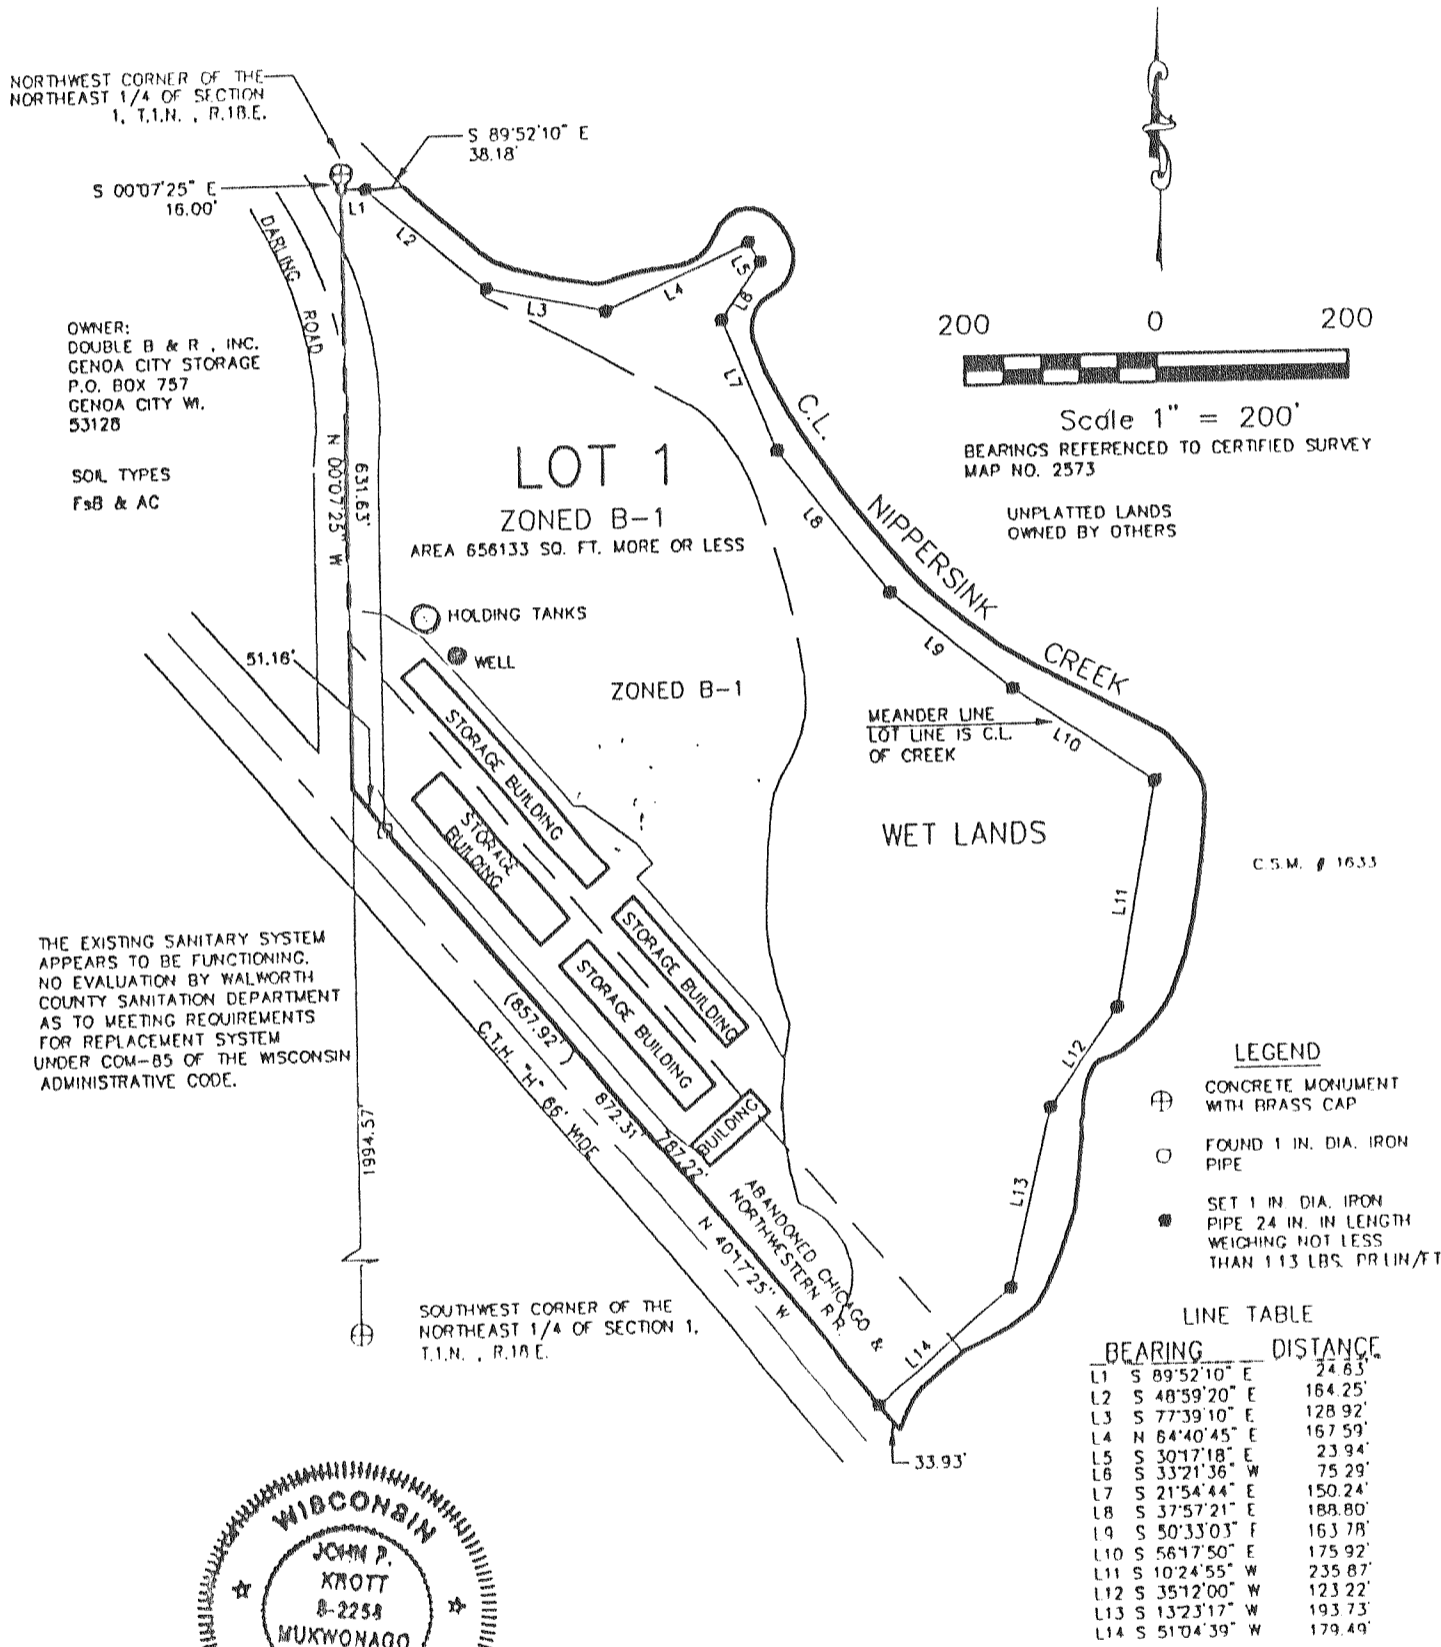 NORTHWEST CORNER OF THE
NORTHEAST 1/4 OF SECTION
1, T.1.N. , R.18.E.
S 89°52'10" E
38.18'
S 00°07'25" E
16.00'
L1
L2
L3
L4
L5
L6
L7
L8
L9
L10
L11
L12
L13
L14
DARLING
ROAD
OWNER:
DOUBLE B & R , INC.
GENOA CITY STORAGE
P.O. BOX 757
GENOA CITY WI.
53128
SOIL TYPES
FsB & AC
N 00°07'25" W
631.63'
LOT 1
ZONED B-1
AREA 656133 SQ. FT. MORE OR LESS
HOLDING TANKS
WELL
51.16'
ZONED B-1
C.L.
NIPPERSINK
CREEK
200 0 200
Scale 1" = 200'
BEARINGS REFERENCED TO CERTIFIED SURVEY
MAP NO. 2573
UNPLATTED LANDS
OWNED BY OTHERS
MEANDER LINE
LOT LINE IS C.L.
OF CREEK
WET LANDS
C.S.M. # 1633
STORAGE BUILDING
STORAGE
BUILDING
STORAGE BUILDING
STORAGE BUILDING
BUILDING
THE EXISTING SANITARY SYSTEM
APPEARS TO BE FUNCTIONING.
NO EVALUATION BY WALWORTH
COUNTY SANITATION DEPARTMENT
AS TO MEETING REQUIREMENTS
FOR REPLACEMENT SYSTEM
UNDER COM-85 OF THE WISCONSIN
ADMINISTRATIVE CODE.
1994.57'
(857.92')
C.T.H. "H" 66' WIDE
872.31'
787.22'
N 40°17'25" W
ABANDONED CHICAGO &
NORTHWESTERN R.R.
SOUTHWEST CORNER OF THE
NORTHEAST 1/4 OF SECTION 1,
T.1.N. , R.18 E.
33.93'
LEGEND
CONCRETE MONUMENT
WITH BRASS CAP
FOUND 1 IN. DIA. IRON
PIPE
SET 1 IN. DIA. IRON
PIPE 24 IN. IN LENGTH
WEIGHING NOT LESS
THAN 1.13 LBS. PR LIN/FT
LINE TABLE
BEARING DISTANCE
L1 S 89°52'10" E 24.63'
L2 S 48°59'20" E 164.25'
L3 S 77°39'10" E 128.92'
L4 N 64°40'45" E 167.59'
L5 S 30°17'18" E 23.94'
L6 S 33°21'36" W 75.29'
L7 S 21°54'44" E 150.24'
L8 S 37°57'21" E 188.80'
L9 S 50°33'03" E 163.78'
L10 S 56°17'50" E 175.92'
L11 S 10°24'55" W 235.87'
L12 S 35°12'00" W 123.22'
L13 S 13°23'17" W 193.73'
L14 S 51°04'39" W 179.49'
WISCONSIN
JOHN P.
KROTT
S-2258
MUKWONAGO